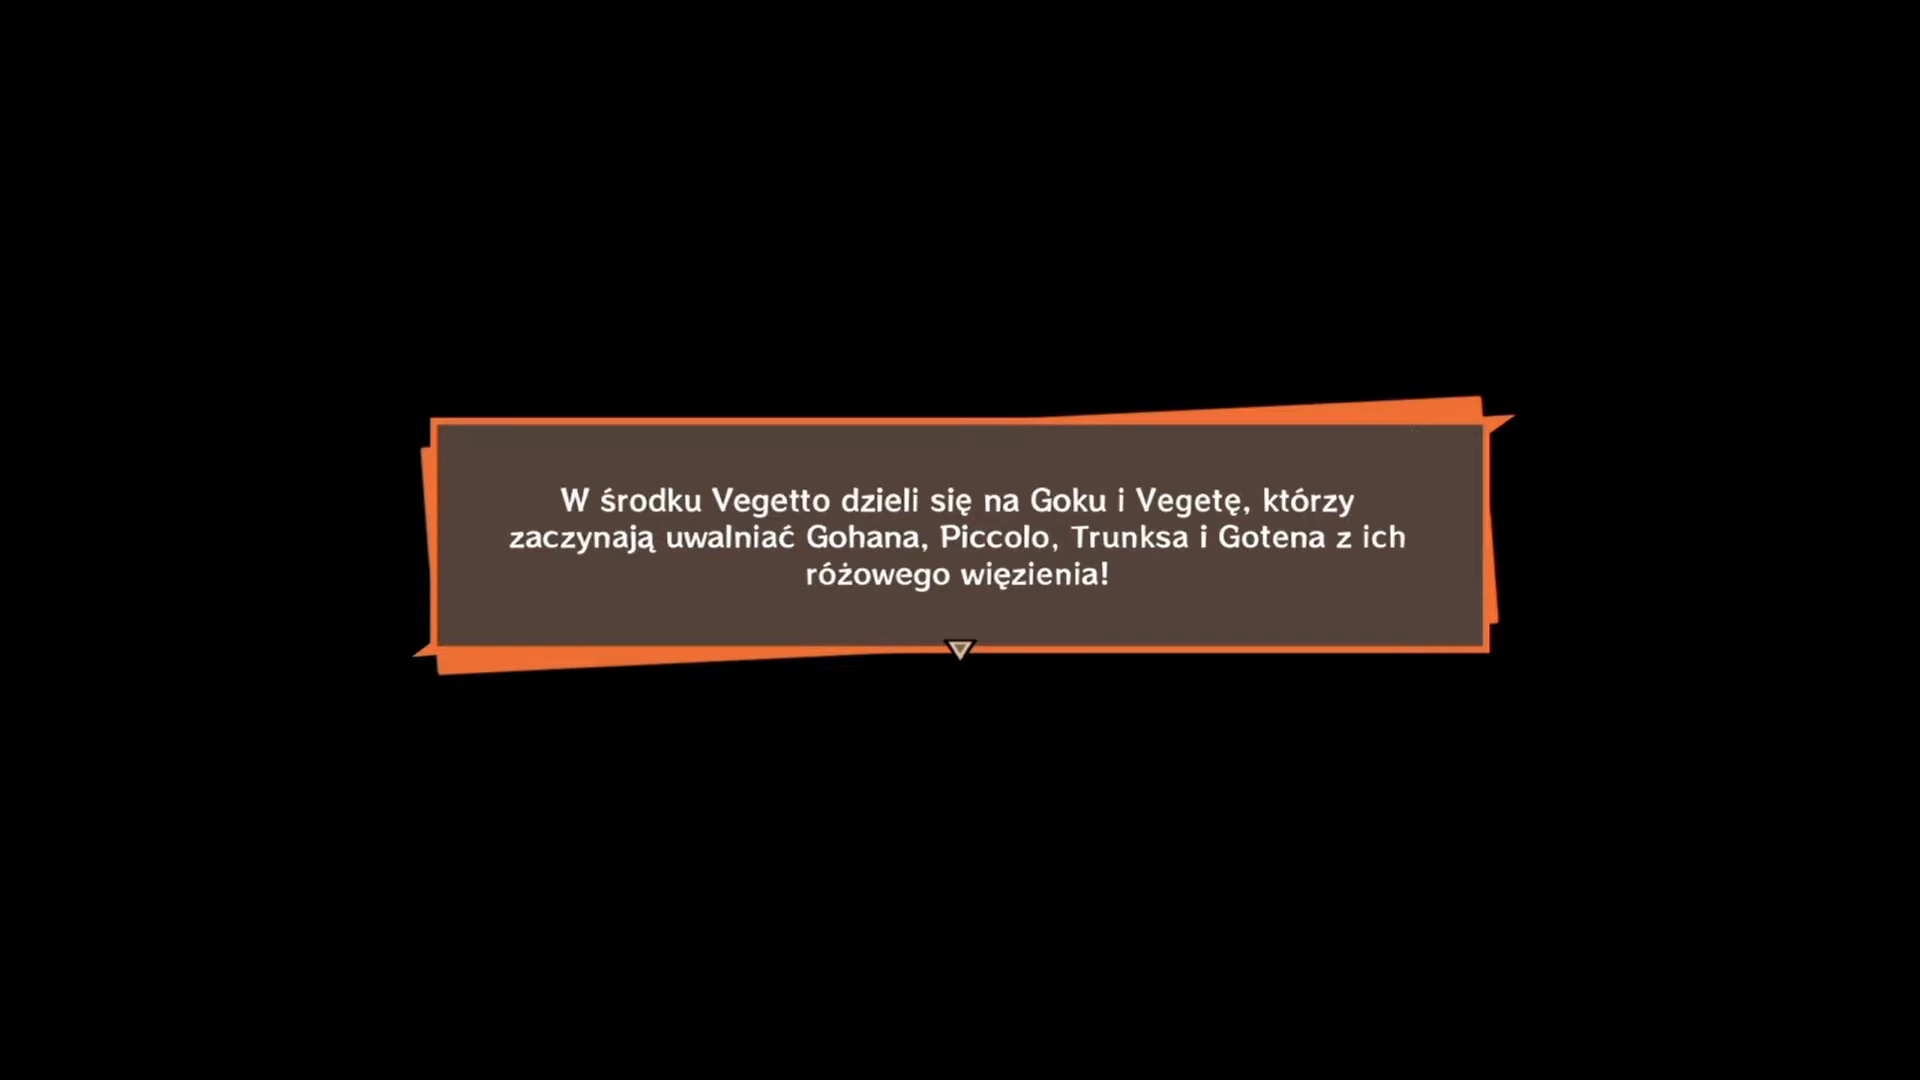 W środku Vegetto dzieli się na Goku i Vegetę, którzy
zaczynają uwalniać Gohana, Piccolo, Trunksa i Gotena z ich
różowego więzienia!